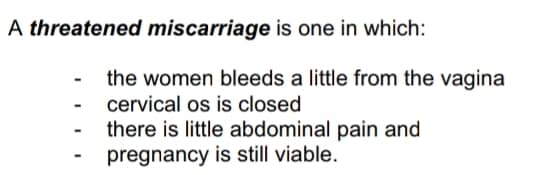 A threatened miscarriage is one in which:
- the women bleeds a little from the vagina
- cervical os is closed
- there is little abdominal pain and
- pregnancy is still viable.